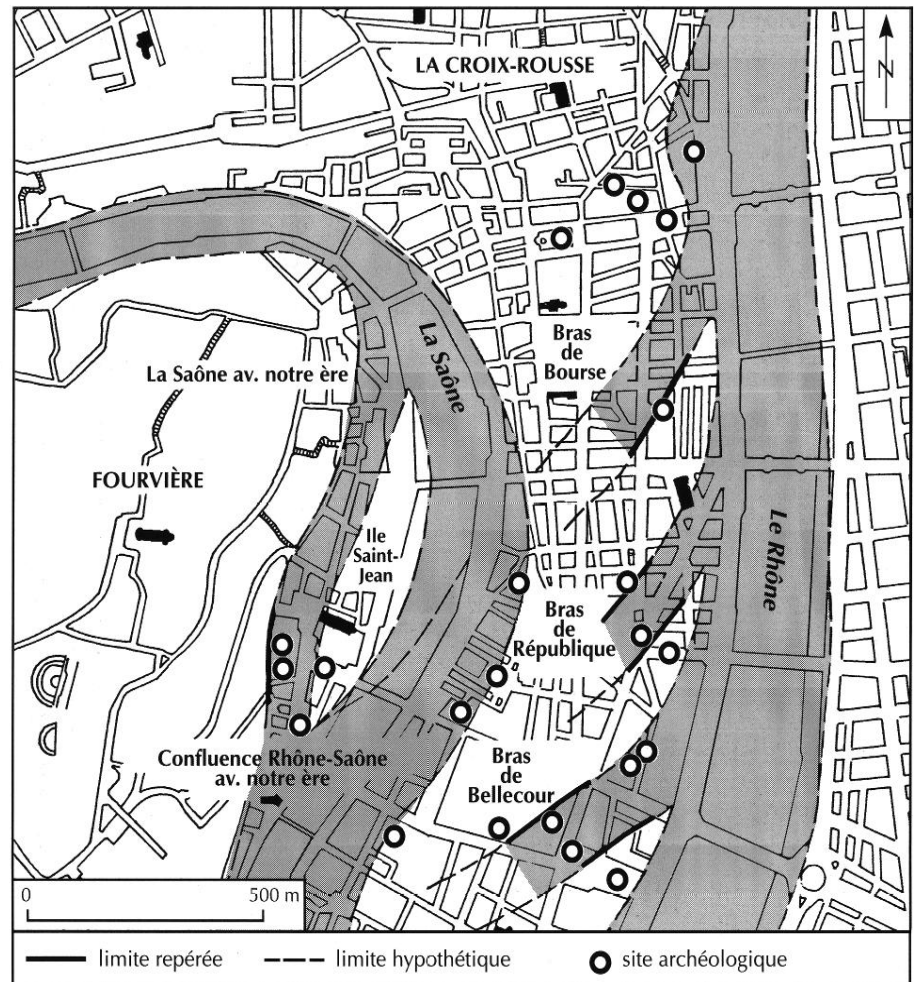 LA CROIX-ROUSSE
N
La Saône
Bras
de
Bourse
La Saône av. notre ère
FOURVIÈRE
Ile
Saint-
Jean
Le Rhône
Bras
de
République
Confluence Rhône-Saône
av. notre ère
Bras
de
Bellecour
0 500 m
limite repérée limite hypothétique site archéologique